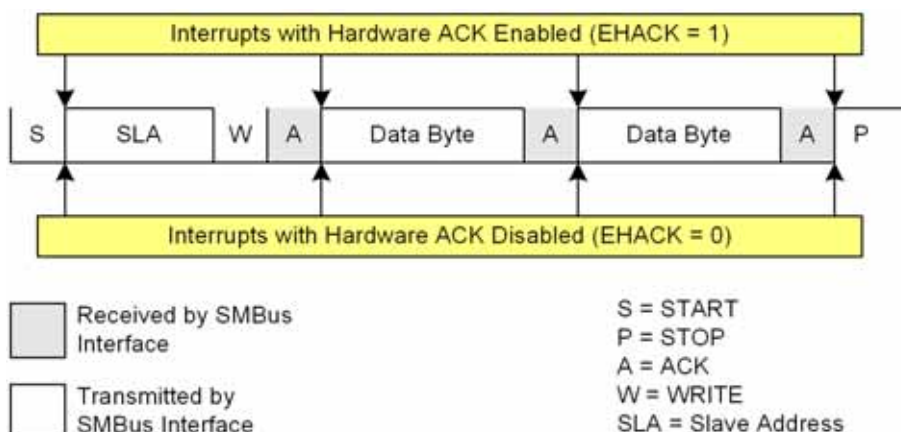 Interrupts with Hardware ACK Enabled (EHACK = 1)
S SLA W A Data Byte A Data Byte A P
Interrupts with Hardware ACK Disabled (EHACK = 0)
Received by SMBus
Interface
Transmitted by
SMBus Interface
S = START
P = STOP
A = ACK
W = WRITE
SLA = Slave Address